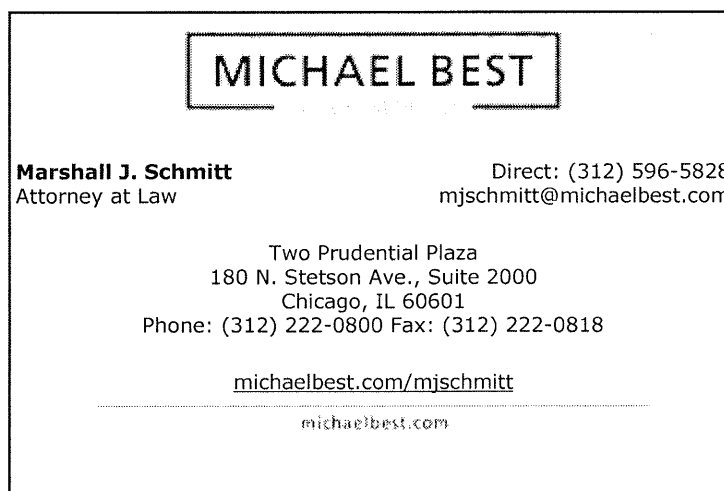 MICHAEL BEST
Marshall J. Schmitt
Direct: (312) 596-5828
Attorney at Law
mjschmitt@michaelbest.com
Two Prudential Plaza
180 N. Stetson Ave., Suite 2000
Chicago, IL 60601
Phone: (312) 222-0800 Fax: (312) 222-0818
michaelbest.com/mjschmitt
michaelbest.com